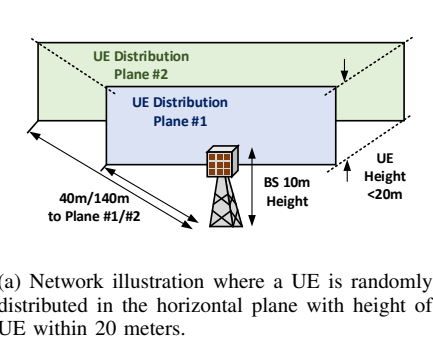 UE Distribution
Plane #2
UE Distribution
Plane #1
40m/140m
to Plane #1/#2
BS 10m
Height
UE
Height
<20m
(a) Network illustration where a UE is randomly
distributed in the horizontal plane with height of
UE within 20 meters.